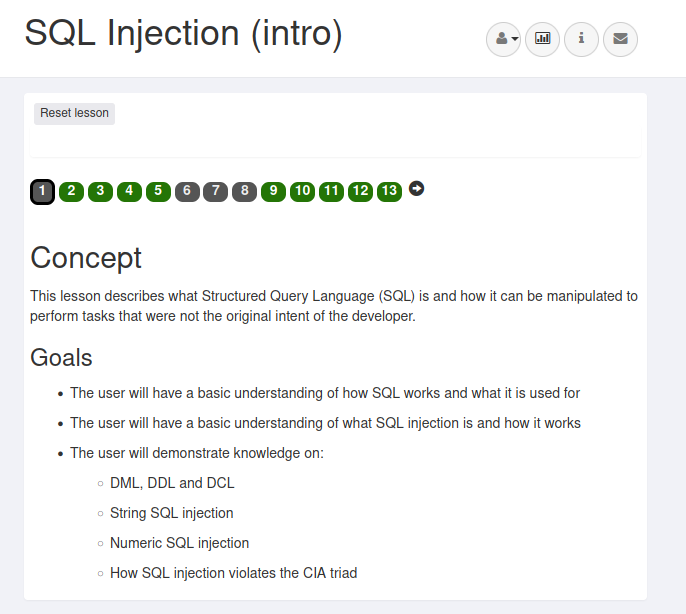 SQL Injection (intro)
Reset lesson
1 2 3 4 5 6 7 8 9 10 11 12 13
Concept
This lesson describes what Structured Query Language (SQL) is and how it can be manipulated to
perform tasks that were not the original intent of the developer.
Goals
The user will have a basic understanding of how SQL works and what it is used for
The user will have a basic understanding of what SQL injection is and how it works
The user will demonstrate knowledge on:
DML, DDL and DCL
String SQL injection
Numeric SQL injection
How SQL injection violates the CIA triad